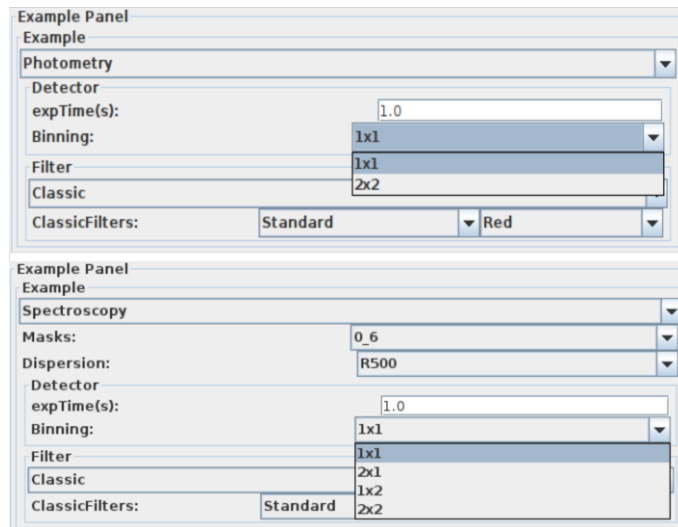 Example Panel
Example
Photometry
Detector
expTime(s): 1.0
Binning: 1x1
1x1
2x2
Filter
Classic
ClassicFilters: Standard Red
Example Panel
Example
Spectroscopy
Masks: 0_6
Dispersion: R500
Detector
expTime(s): 1.0
Binning: 1x1
1x1
2x1
1x2
2x2
Filter
Classic
ClassicFilters: Standard